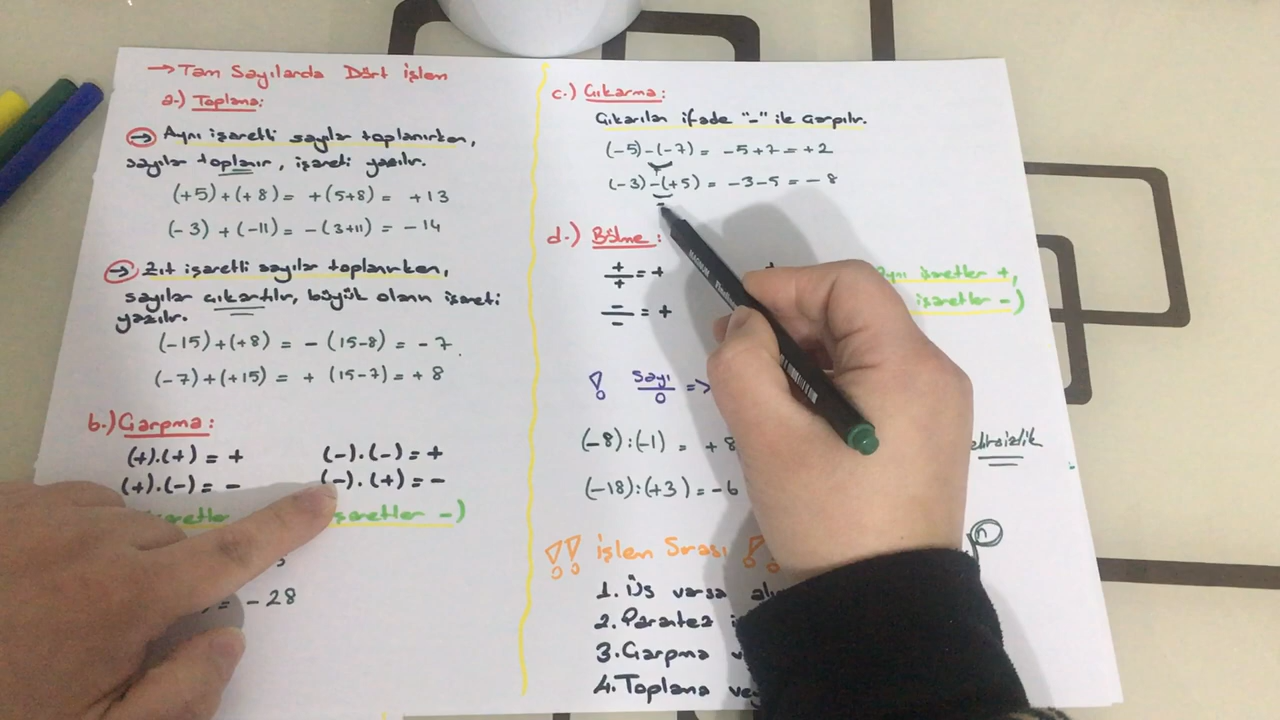 → Tam Sayılarda Dört işlem
a.) Toplama:
→ Aynı işaretli sayılar toplanırken,
sayılar toplanır, işareti yazılır.
(+5)+(+8)= +(5+8)= +13
(-3)+(-11)= -(3+11)= -14
→ Zıt işaretli sayılar toplanırken,
sayılar çıkartılır, büyük olanın işareti
yazılır.
(-15)+(+8) = -(15-8) = -7
(-7)+(+15) = +(15-7) = +8
b.) Çarpma:
(+).(+) = + (-).(-) = +
(+).(-) = - (-).(+) = -
işaretler işaretler -)
= -28
c.) Çıkarma:
Çıkarılan ifade "-" ile çarpılır.
(-5)-(-7)= -5+7=+2
+
(-3)-(+5) = -3-5 = -8
-
d.) Bölme:
+/+ = + Aynı işaretler +,
-/- = + işaretler -)
! Sayı/0 =>
(-8):(-1) = +8
(-18):(+3)=-6
!! işlem Sırası !!
1. Üs varsa
2. Parantez
3. Çarpma
4. Toplama